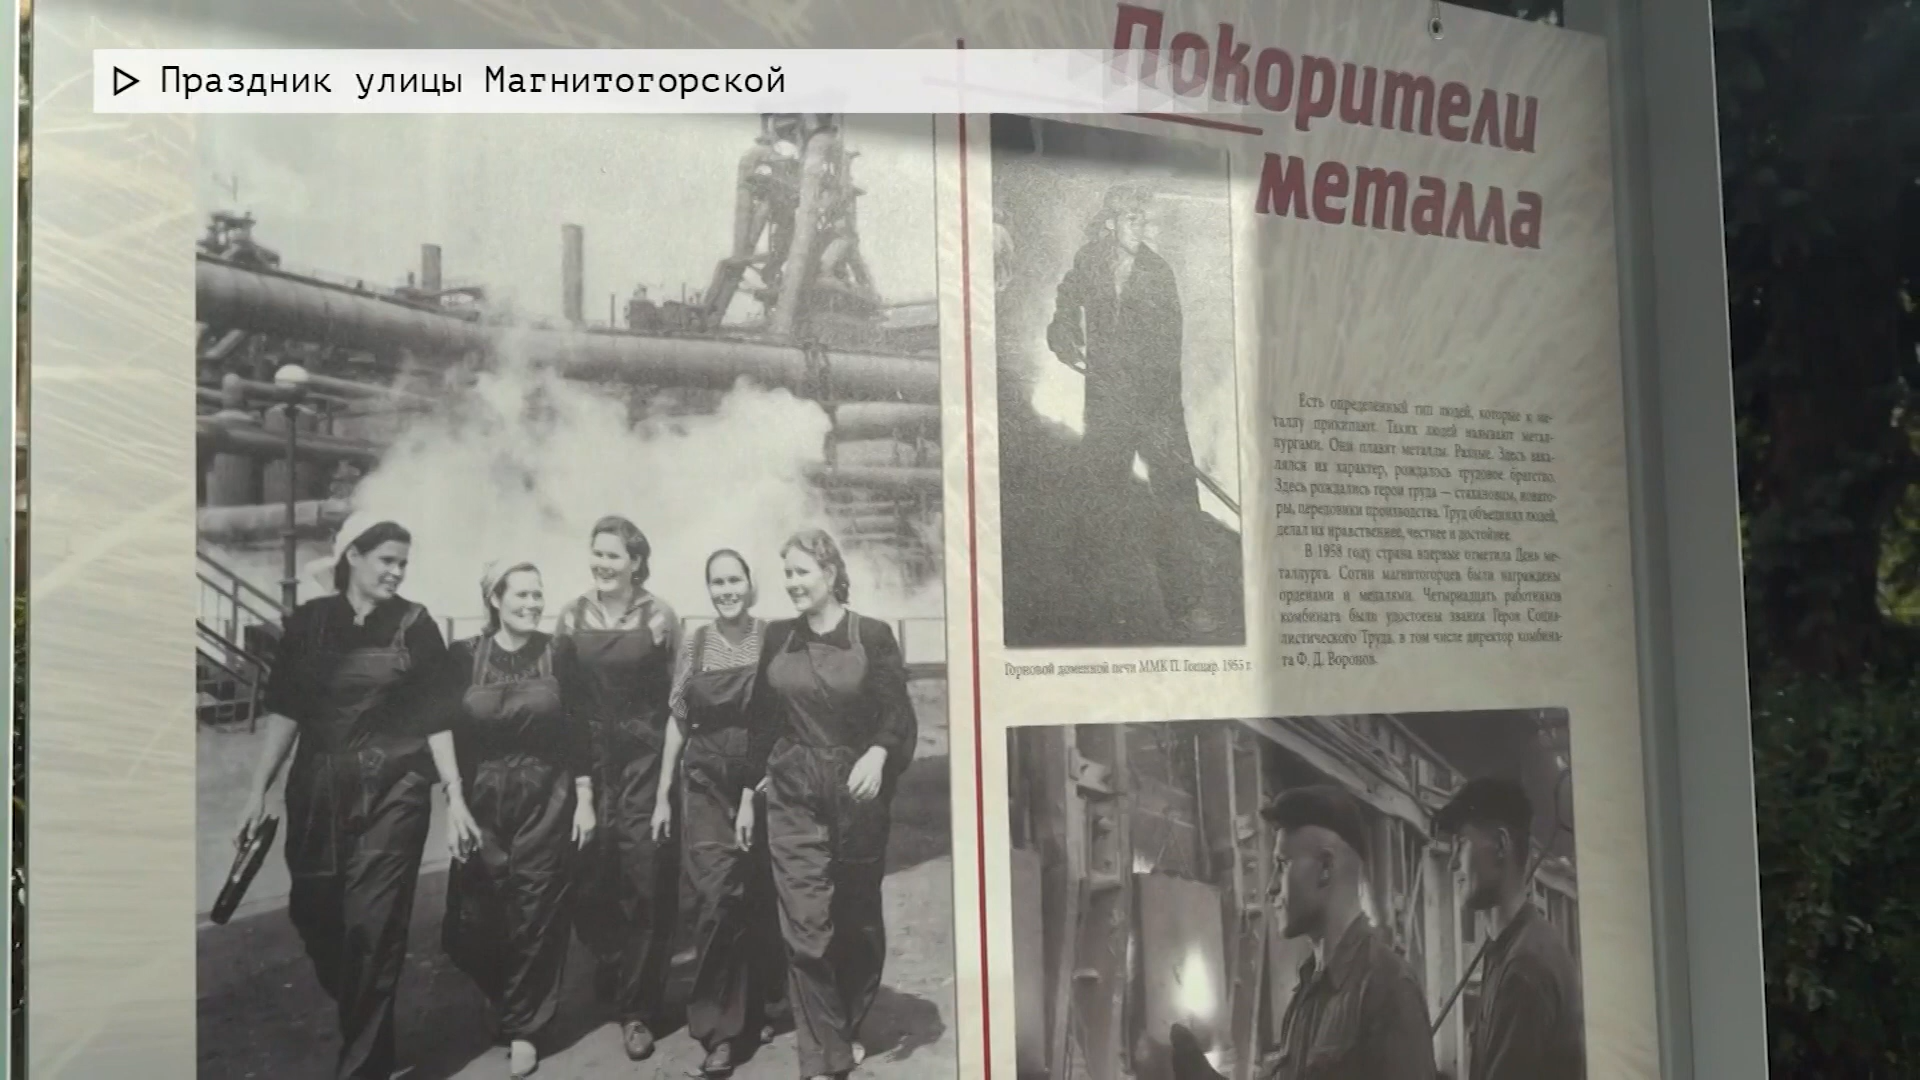 Праздник улицы Магнитогорской
Покорители
металла
Есть определенный тип людей, которые к ме-
таллу прикипают. Таких людей называют метал-
лургами. Они плавят металлы. Разные. Здесь зака-
лялся их характер, рождалось трудовое братство.
Здесь рождались герои труда — стахановцы, новато-
ры, передовики производства. Труд объединял людей,
делал их нравственнее, честнее и достойнее.
В 1958 году страна впервые отметила День ме-
таллурга. Сотни магнитогорцев были награждены
орденами и медалями. Четырнадцать работников
комбината были удостоены звания Героя Социа-
листического Труда, в том числе директор комбина-
та Ф. Д. Воронов.
Горновой доменной печи ММК П. 1955 г.